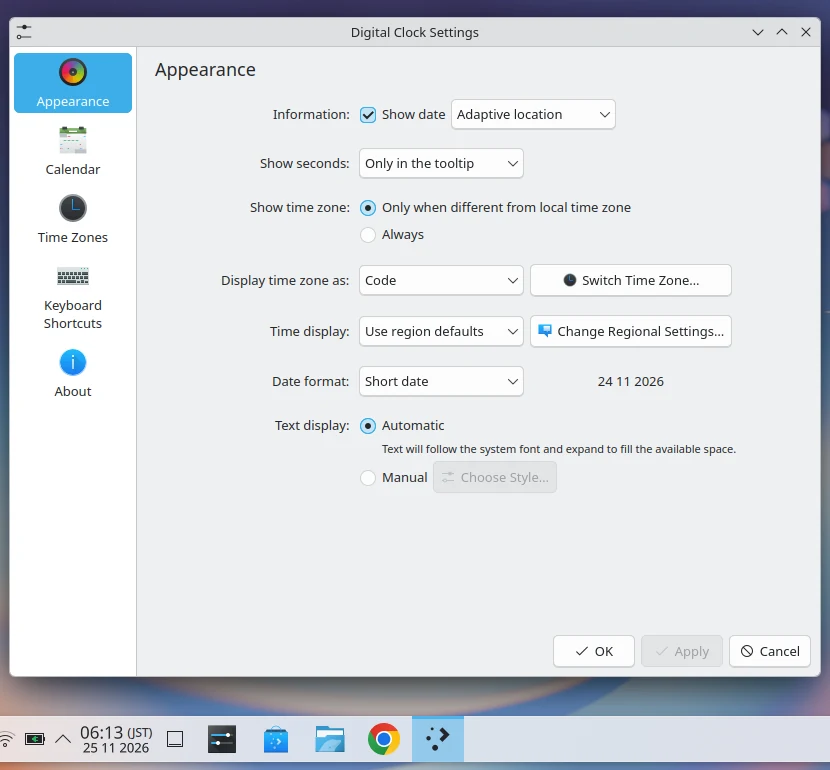 Digital Clock Settings
Appearance
Calendar
Time Zones
Keyboard
Shortcuts
About
Appearance
Information: Show date Adaptive location
Show seconds: Only in the tooltip
Show time zone: Only when different from local time zone
Always
Display time zone as: Code Switch Time Zone...
Time display: Use region defaults Change Regional Settings...
Date format: Short date 24 11 2026
Text display: Automatic
Text will follow the system font and expand to fill the available space.
Manual Choose Style...
OK Apply Cancel
06:13 (JST)
25 11 2026